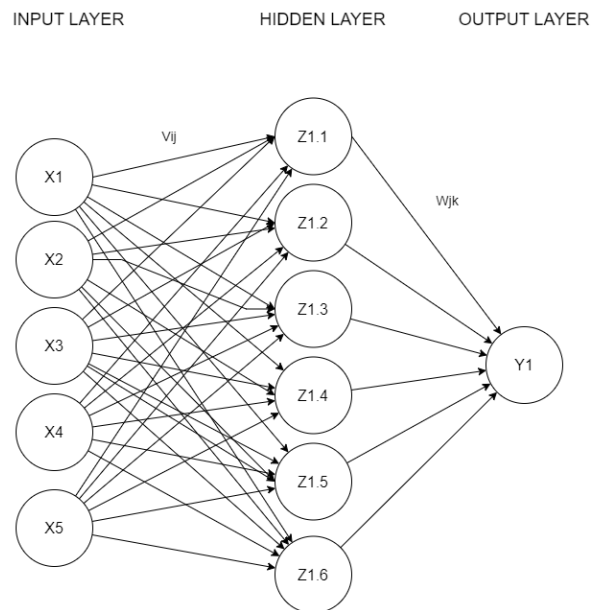 INPUT LAYER
HIDDEN LAYER
OUTPUT LAYER
Vij
Wjk
X1
X2
X3
X4
X5
Z1.1
Z1.2
Z1.3
Z1.4
Z1.5
Z1.6
Y1